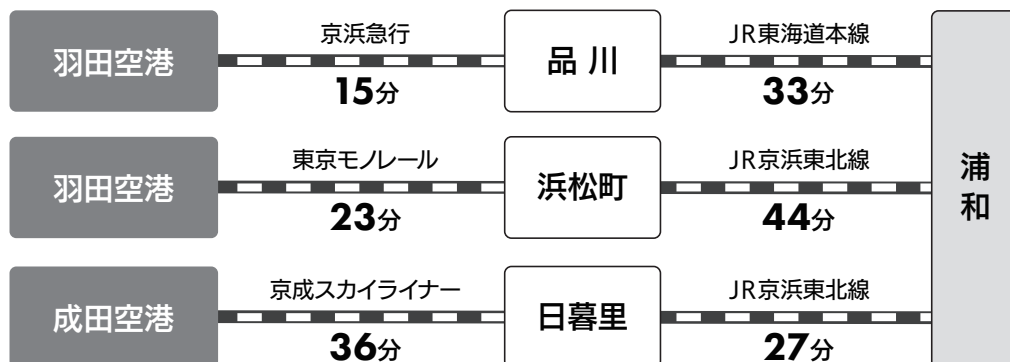 羽田空港
京浜急行
15分
品川
JR東海道本線
33分
羽田空港
東京モノレール
23分
浜松町
JR京浜東北線
44分
成田空港
京成スカイライナー
36分
日暮里
JR京浜東北線
27分
浦和